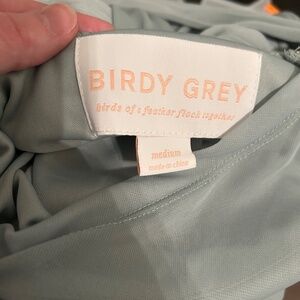 BIRDY GREY
birds of a feather flock together
medium
made in china